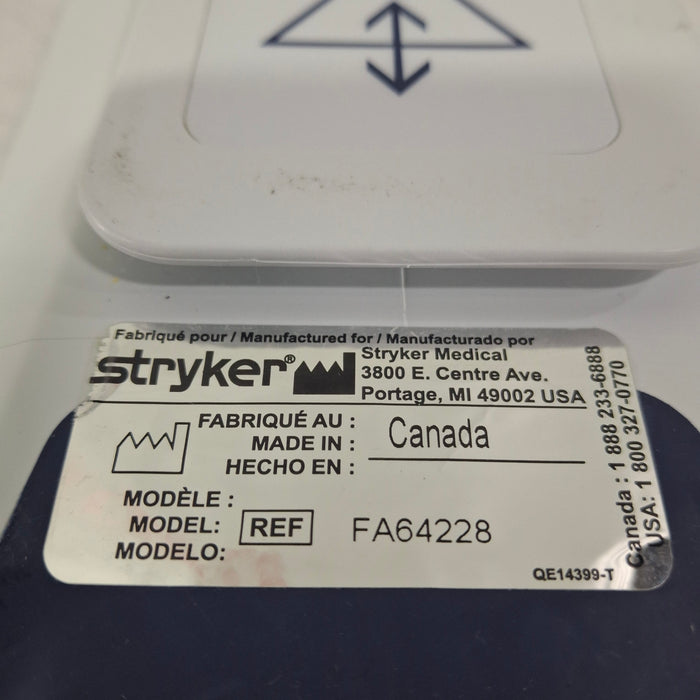 Fabriqué pour / Manufactured for / Manufacturado por
stryker®
Stryker Medical
3800 E. Centre Ave.
Portage, MI 49002 USA
FABRIQUÉ AU :
MADE IN :
HECHO EN :
Canada
MODÈLE :
MODEL:
MODELO:
REF
FA64228
QE14399-T
Canada : 1 888 233-6888
USA: 1 800 327-0770